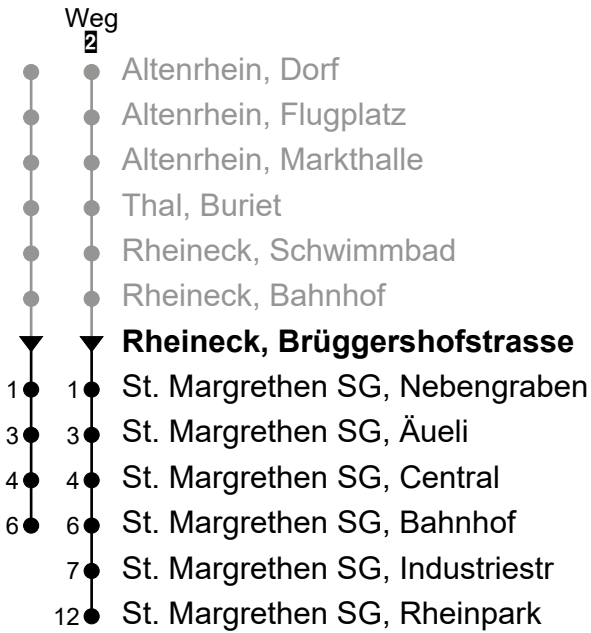 Weg
2
Altenrhein, Dorf
Altenrhein, Flugplatz
Altenrhein, Markthalle
Thal, Buriet
Rheineck, Schwimmbad
Rheineck, Bahnhof
Rheineck, Brüggershofstrasse
1 1 St. Margrethen SG, Nebengraben
3 3 St. Margrethen SG, Äueli
4 4 St. Margrethen SG, Central
6 6 St. Margrethen SG, Bahnhof
7 St. Margrethen SG, Industriestr
12 St. Margrethen SG, Rheinpark